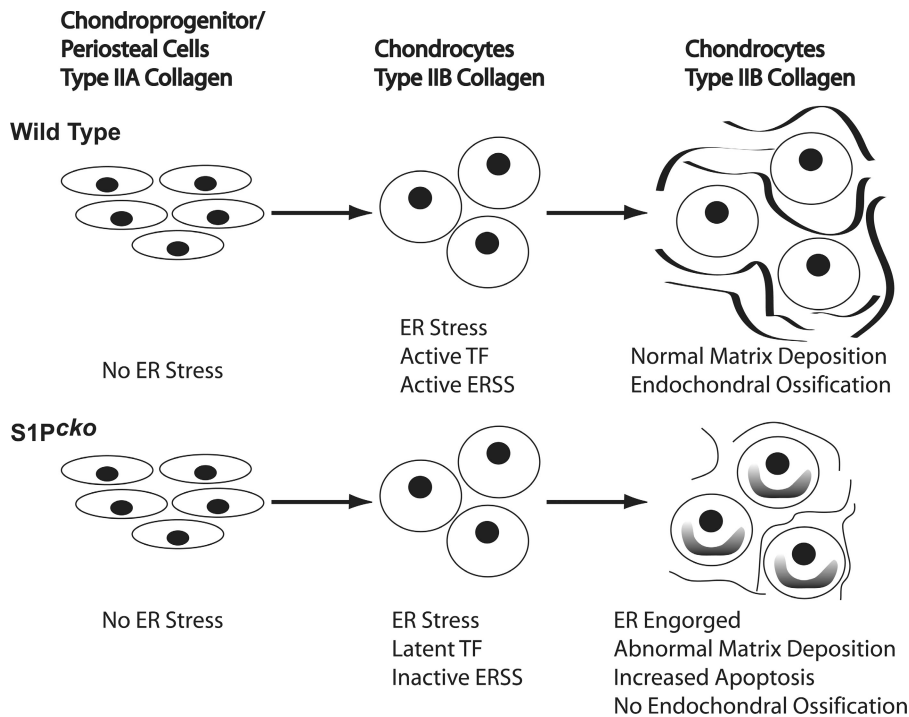 Chondroprogenitor/
Periosteal Cells
Type IIA Collagen
Chondrocytes
Type IIB Collagen
Chondrocytes
Type IIB Collagen
Wild Type
No ER Stress
ER Stress
Active TF
Active ERSS
Normal Matrix Deposition
Endochondral Ossification
S1Pcko
No ER Stress
ER Stress
Latent TF
Inactive ERSS
ER Engorged
Abnormal Matrix Deposition
Increased Apoptosis
No Endochondral Ossification